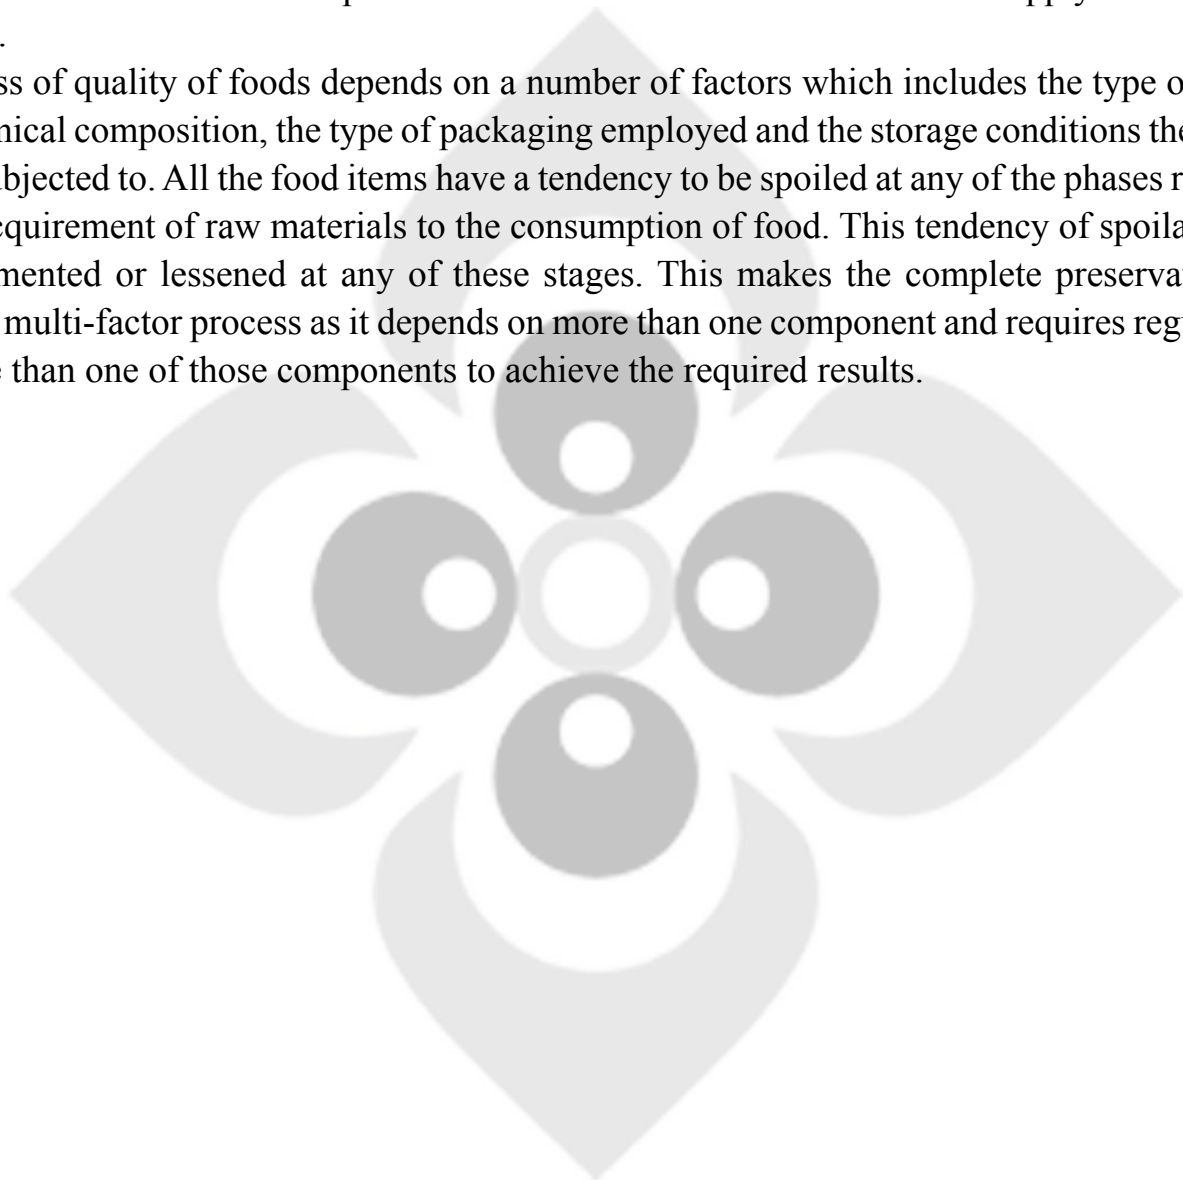 .
ss of quality of foods depends on a number of factors which includes the type o
nical composition, the type of packaging employed and the storage conditions the
bjected to. All the food items have a tendency to be spoiled at any of the phases r
cquirement of raw materials to the consumption of food. This tendency of spoila
mented or lessened at any of these stages. This makes the complete preserva
multi-factor process as it depends on more than one component and requires reg
than one of those components to achieve the required results.